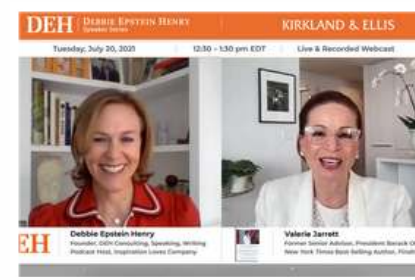 DEH DEBBIE EPSTEIN HENRY
Speaker Series
KIRKLAND & ELLIS
Tuesday, July 20, 2021
12:30 - 1:30 pm EDT
Live & Recorded Webcast
EH
Debbie Epstein Henry
Founder, DEH Consulting, Speaking, Writing
Podcast Host, Inspiration Loves Company
Valerie Jarrett
Former Senior Advisor, President Barack
New York Times Best Selling Author,